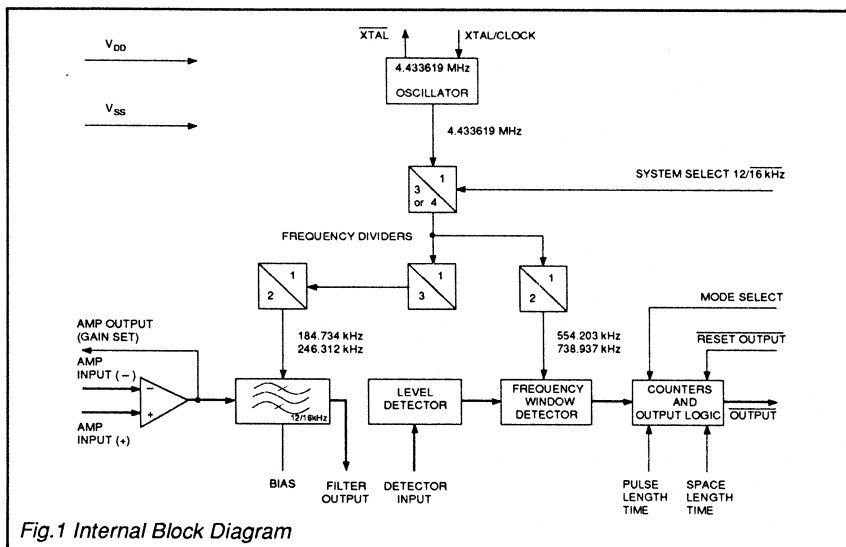 XTAL
XTAL/CLOCK
VDD
4.433619 MHz
OSCILLATOR
VSS
4.433619 MHz
1
3
or 4
SYSTEM SELECT 12/16 kHz
FREQUENCY DIVIDERS
1
2
1
3
1
2
MODE SELECT
AMP OUTPUT
(GAIN SET)
184.734 kHz
246.312 kHz
554.203 kHz
738.937 kHz
RESET OUTPUT
AMP
INPUT (−)
−
+
AMP
INPUT (+)
12/16kHz
LEVEL
DETECTOR
FREQUENCY
WINDOW
DETECTOR
COUNTERS
AND
OUTPUT LOGIC
OUTPUT
BIAS
FILTER
OUTPUT
DETECTOR
INPUT
PULSE
LENGTH
TIME
SPACE
LENGTH
TIME
Fig.1 Internal Block Diagram